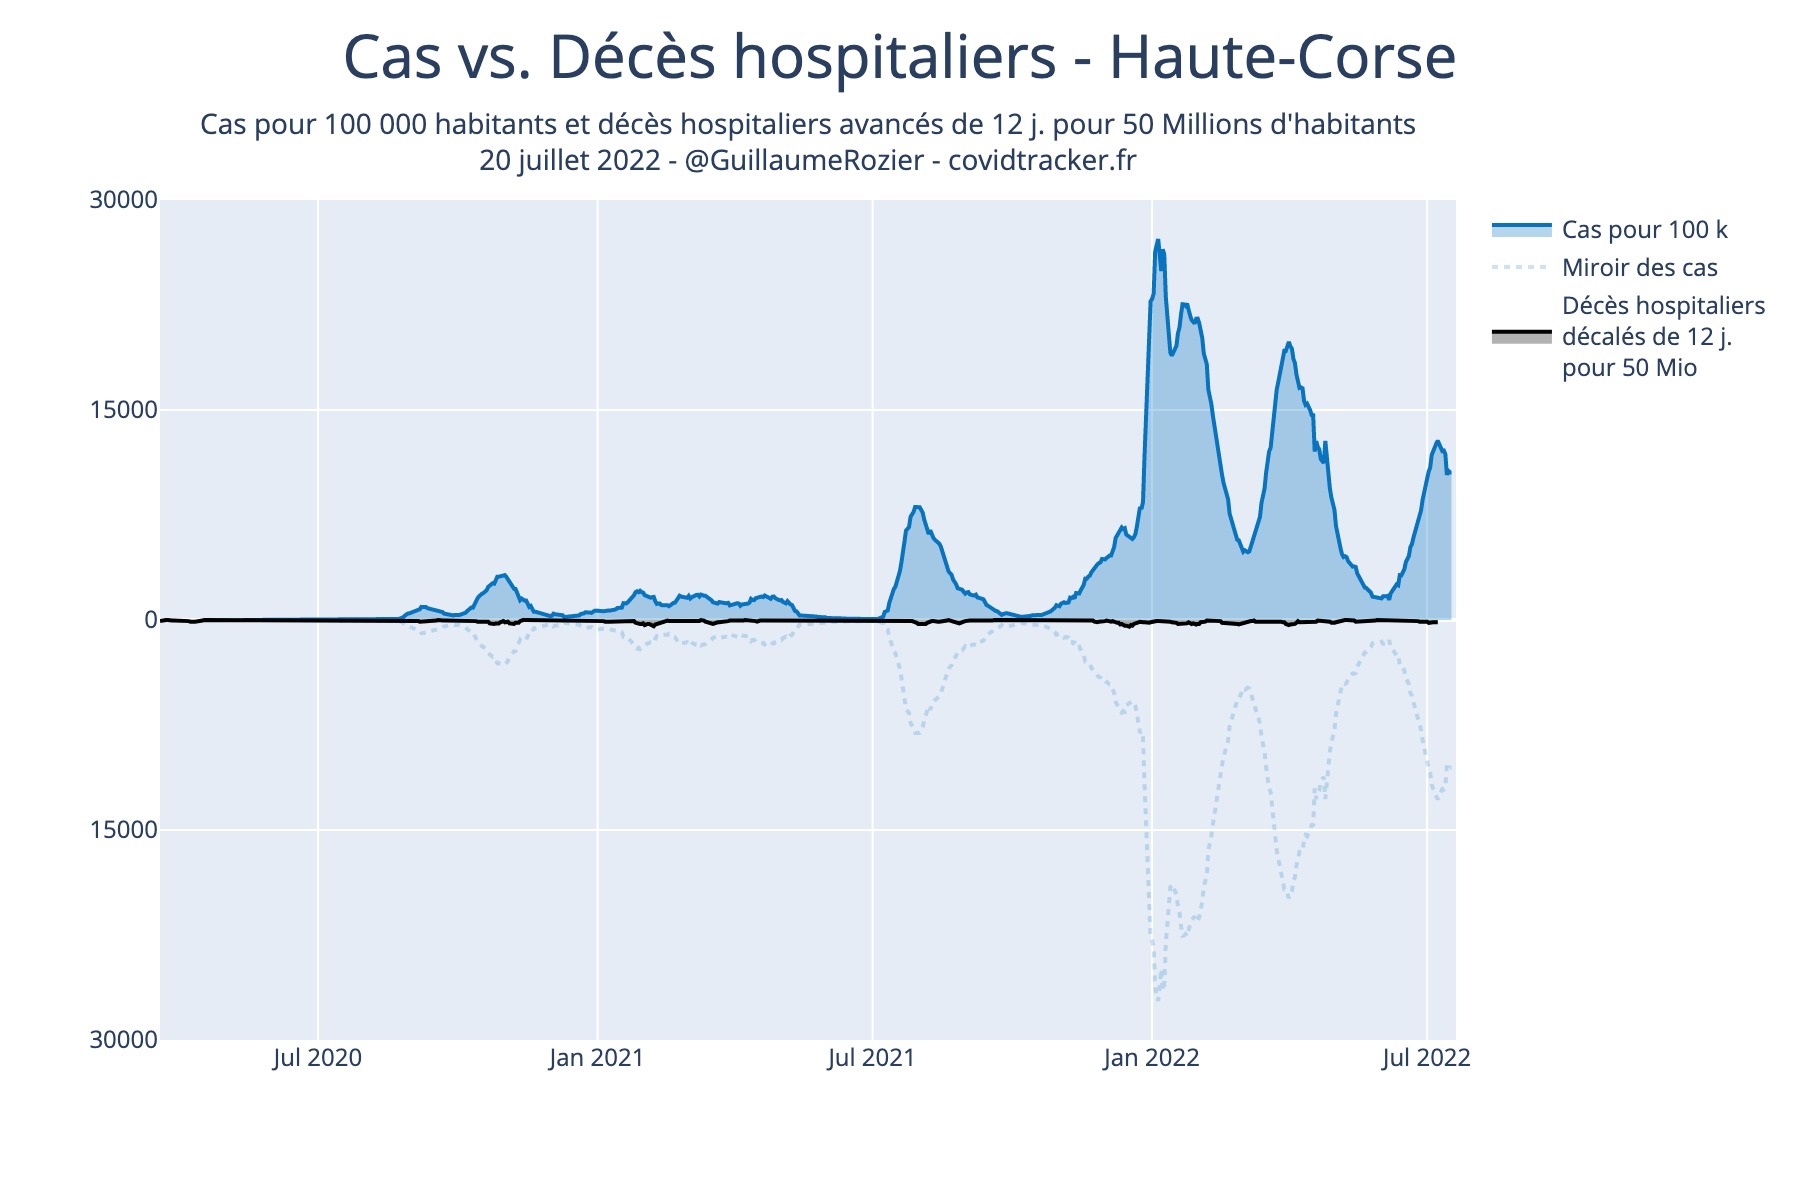 Cas vs. Décès hospitaliers - Haute-Corse
Cas pour 100 000 habitants et décès hospitaliers avancés de 12 j. pour 50 Millions d'habitants
20 juillet 2022 - @GuillaumeRozier - covidtracker.fr
30000
15000
0
15000
30000
Jul 2020
Jan 2021
Jul 2021
Jan 2022
Jul 2022
Cas pour 100 k
Miroir des cas
Décès hospitaliers
décalés de 12 j.
pour 50 Mio